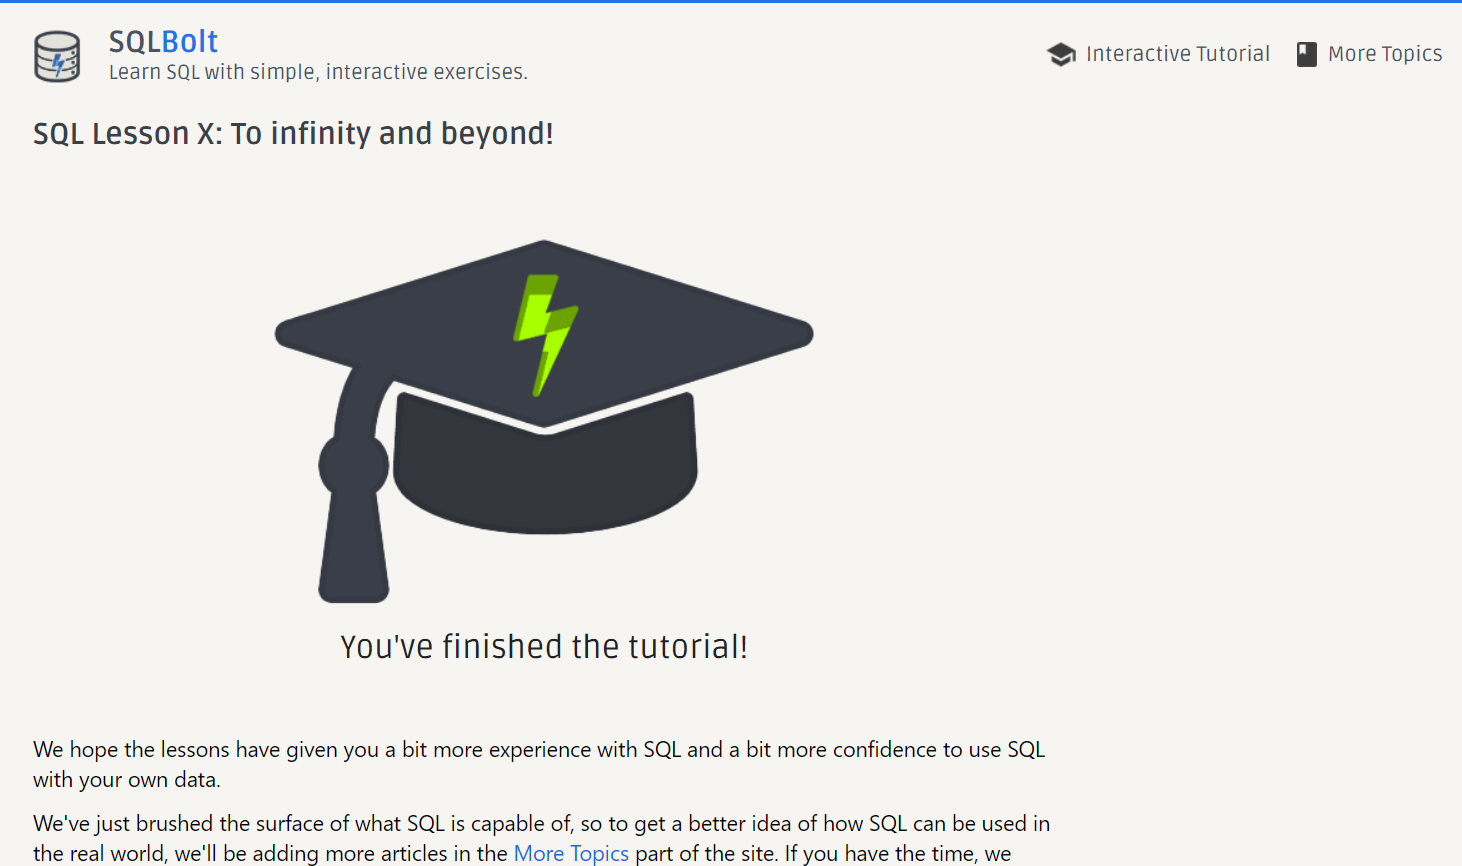 SQLBolt
Learn SQL with simple, interactive exercises.
Interactive Tutorial
More Topics
SQL Lesson X: To infinity and beyond!
You've finished the tutorial!
We hope the lessons have given you a bit more experience with SQL and a bit more confidence to use SQL
with your own data.
We've just brushed the surface of what SQL is capable of, so to get a better idea of how SQL can be used in
the real world, we'll be adding more articles in the More Topics part of the site. If you have the time, we